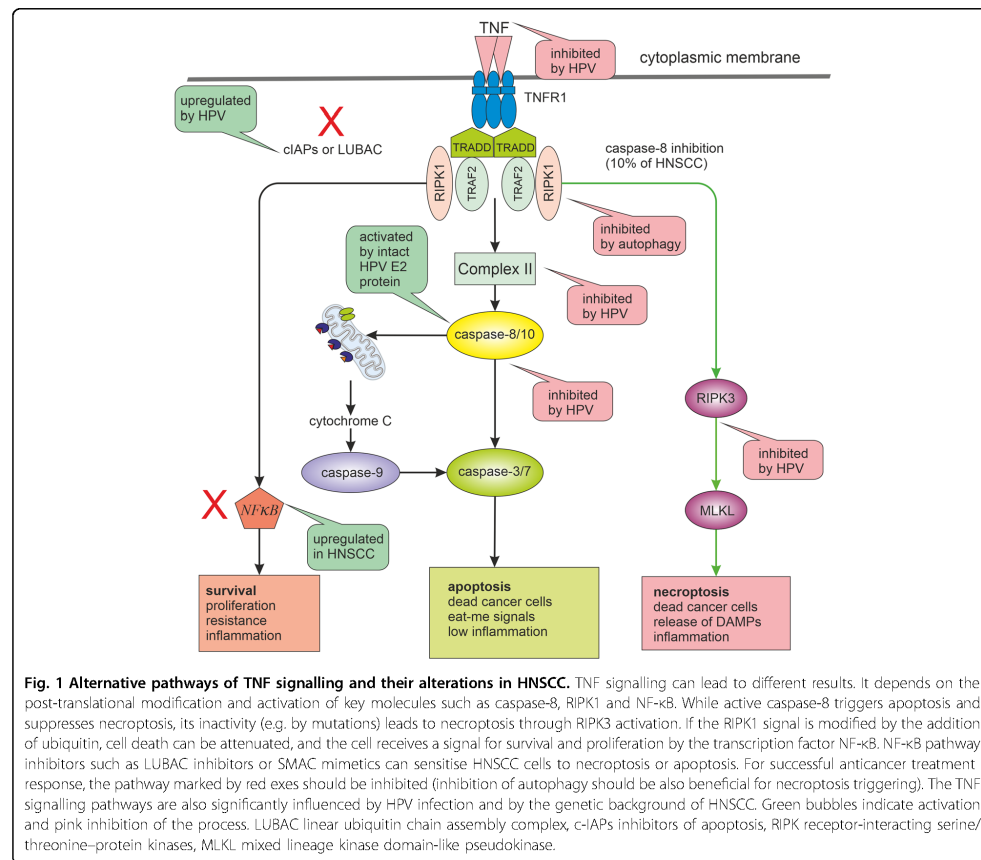 TNF
inhibited
by HPV
cytoplasmic membrane
TNFR1
upregulated
by HPV
X
cIAPs or LUBAC
TRADD TRADD
RIPK1 TRAF2 TRAF2 RIPK1
caspase-8 inhibition
(10% of HNSCC)
inhibited
by autophagy
activated
by intact
HPV E2
protein
Complex II
inhibited
by HPV
caspase-8/10
inhibited
by HPV
RIPK3
inhibited
by HPV
cytochrome C
caspase-9
caspase-3/7
MLKL
X
NFκB
upregulated
in HNSCC
survival
proliferation
resistance
inflammation
apoptosis
dead cancer cells
eat-me signals
low inflammation
necroptosis
dead cancer cells
release of DAMPs
inflammation
Fig. 1 Alternative pathways of TNF signalling and their alterations in HNSCC. TNF signalling can lead to different results. It depends on the
post-translational modification and activation of key molecules such as caspase-8, RIPK1 and NF-κB. While active caspase-8 triggers apoptosis and
suppresses necroptosis, its inactivity (e.g. by mutations) leads to necroptosis through RIPK3 activation. If the RIPK1 signal is modified by the addition
of ubiquitin, cell death can be attenuated, and the cell receives a signal for survival and proliferation by the transcription factor NF-κB. NF-κB pathway
inhibitors such as LUBAC inhibitors or SMAC mimetics can sensitise HNSCC cells to necroptosis or apoptosis. For successful anticancer treatment
response, the pathway marked by red exes should be inhibited (inhibition of autophagy should be also beneficial for necroptosis triggering). The TNF
signalling pathways are also significantly influenced by HPV infection and by the genetic background of HNSCC. Green bubbles indicate activation
and pink inhibition of the process. LUBAC linear ubiquitin chain assembly complex, c-IAPs inhibitors of apoptosis, RIPK receptor-interacting serine/
threonine–protein kinases, MLKL mixed lineage kinase domain-like pseudokinase.